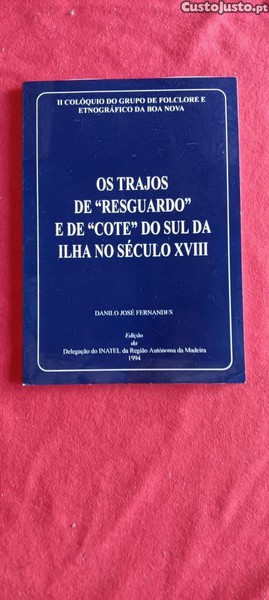 CustoJusto.pt
II COLÓQUIO DO GRUPO DE FOLCLORE E
ETNOGRÁFICO DA BOA NOVA
OS TRAJOS
DE "RESGUARDO"
E DE "COTE" DO SUL DA
ILHA NO SÉCULO XVIII
DANILO JOSÉ FERNANDES
Edição
da
Delegação do INATEL da Região Autónoma da Madeira
1994